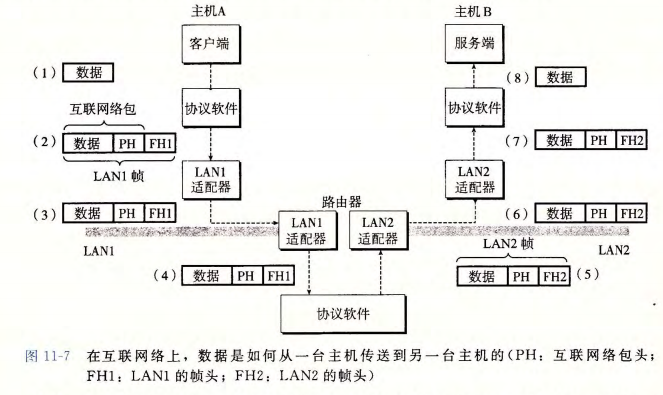 主机A
主机B
客户端
服务端
(1) 数据
(8) 数据
互联网络包
协议软件
协议软件
(2) 数据 PH FH1
(7) 数据 PH FH2
LAN1 帧
LAN1
适配器
LAN2
适配器
路由器
(3) 数据 PH FH1
(6) 数据 PH FH2
LAN1
适配器
LAN2
适配器
LAN1
LAN2 帧
LAN2
(4) 数据 PH FH1
数据 PH FH2 (5)
协议软件
图 11-7 在互联网络上，数据是如何从一台主机传送到另一台主机的(PH：互联网络包头；
FH1：LAN1 的帧头；FH2：LAN2 的帧头)